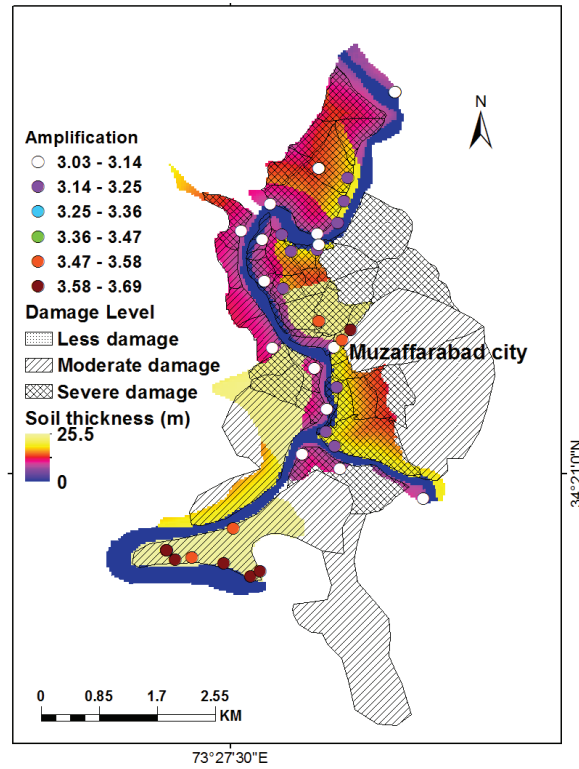 N
Amplification
3.03 - 3.14
3.14 - 3.25
3.25 - 3.36
3.36 - 3.47
3.47 - 3.58
3.58 - 3.69
Damage Level
Less damage
Moderate damage
Severe damage
Soil thickness (m)
25.5
0
Muzaffarabad city
34°21'0"N
0 0.85 1.7 2.55
KM
73°27'30"E